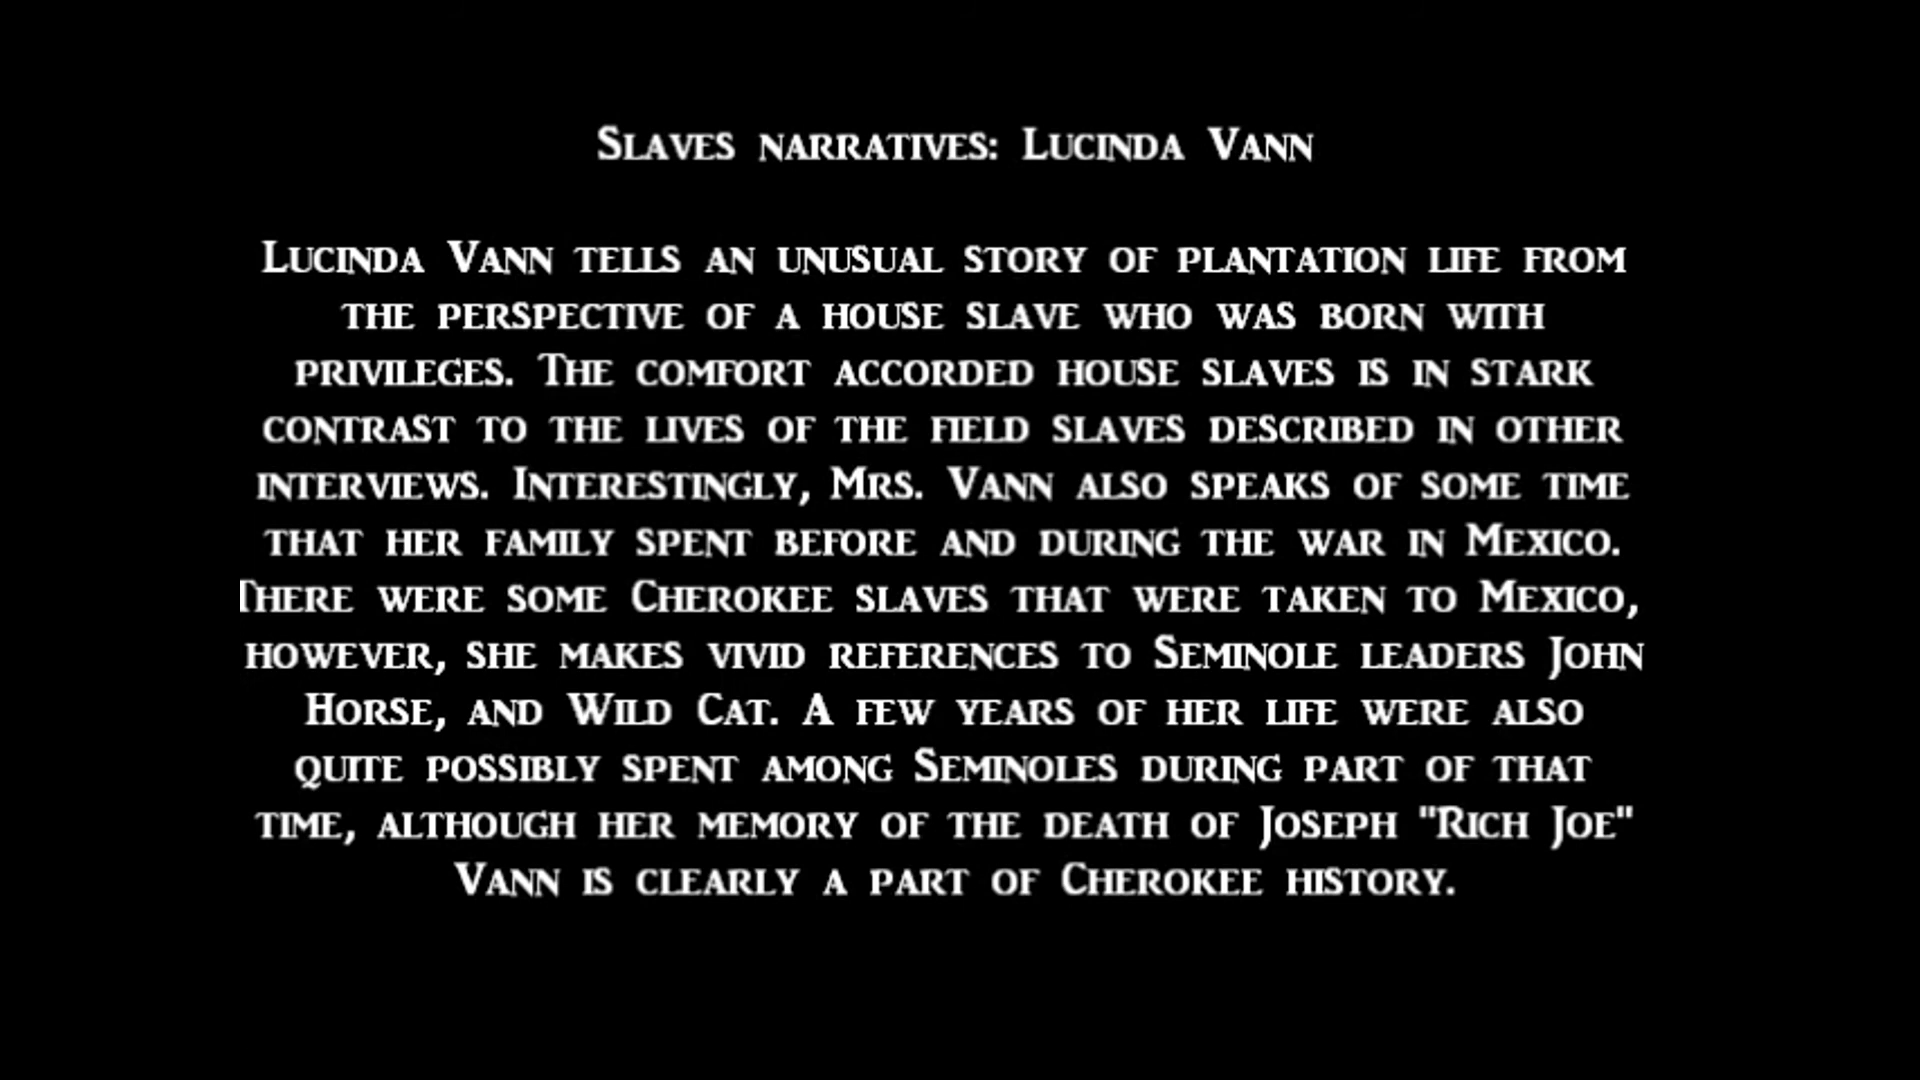 Slaves narratives: Lucinda Vann
Lucinda Vann tells an unusual story of plantation life from
the perspective of a house slave who was born with
privileges. The comfort accorded house slaves is in stark
contrast to the lives of the field slaves described in other
interviews. Interestingly, Mrs. Vann also speaks of some time
that her family spent before and during the war in Mexico.
There were some Cherokee slaves that were taken to Mexico,
however, she makes vivid references to Seminole leaders John
Horse, and Wild Cat. A few years of her life were also
quite possibly spent among Seminoles during part of that
time, although her memory of the death of Joseph "Rich Joe"
Vann is clearly a part of Cherokee history.